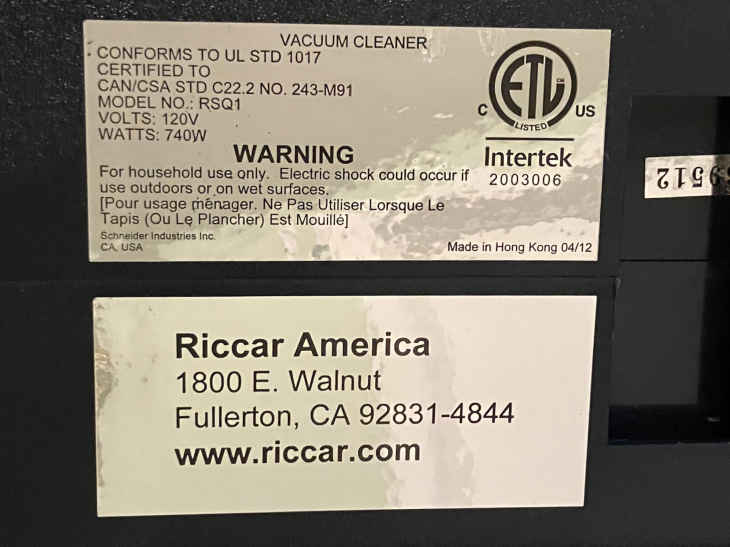 VACUUM CLEANER
CONFORMS TO UL STD 1017
CERTIFIED TO
CAN/CSA STD C22.2 NO. 243-M91
MODEL NO.: RSQ1
VOLTS: 120V
WATTS: 740W
WARNING
For household use only. Electric shock could occur if
use outdoors or on wet surfaces.
[Pour usage ménager. Ne Pas Utiliser Lorsque Le
Tapis (Ou Le Plancher) Est Mouillé]
Schneider Industries Inc.
CA, USA
ETL
CM
C
US
LISTED
Intertek
2003006
Made in Hong Kong 04/12
9512
Riccar America
1800 E. Walnut
Fullerton, CA 92831-4844
www.riccar.com